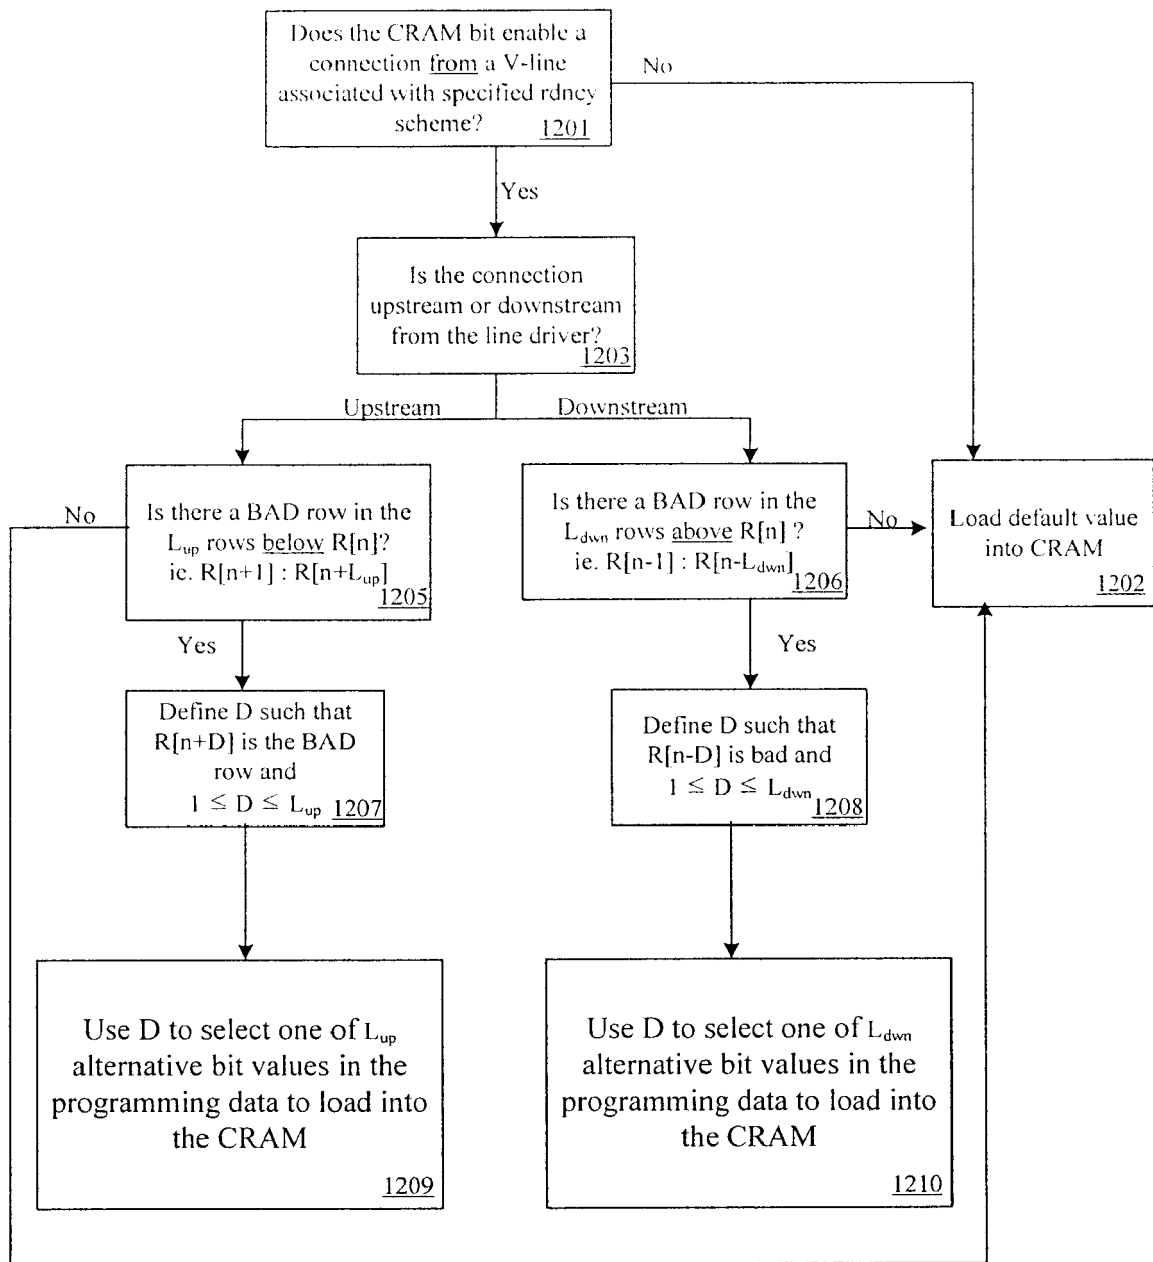 Does the CRAM bit enable a
connection from a V-line
associated with specified rdncy
scheme?
1201
No
Yes
Is the connection
upstream or downstream
from the line driver?
1203
Upstream
Downstream
No
Is there a BAD row in the
Lup rows below R[n]?
ie. R[n+1] : R[n+Lup]
1205
Is there a BAD row in the
Ldwn rows above R[n] ?
ie. R[n-1] : R[n-Ldwn]
1206
No
Load default value
into CRAM
1202
Yes
Yes
Define D such that
R[n+D] is the BAD
row and
1 ≤ D ≤ Lup
1207
Define D such that
R[n-D] is bad and
1 ≤ D ≤ Ldwn
1208
Use D to select one of Lup
alternative bit values in the
programming data to load into
the CRAM
1209
Use D to select one of Ldwn
alternative bit values in the
programming data to load into
the CRAM
1210